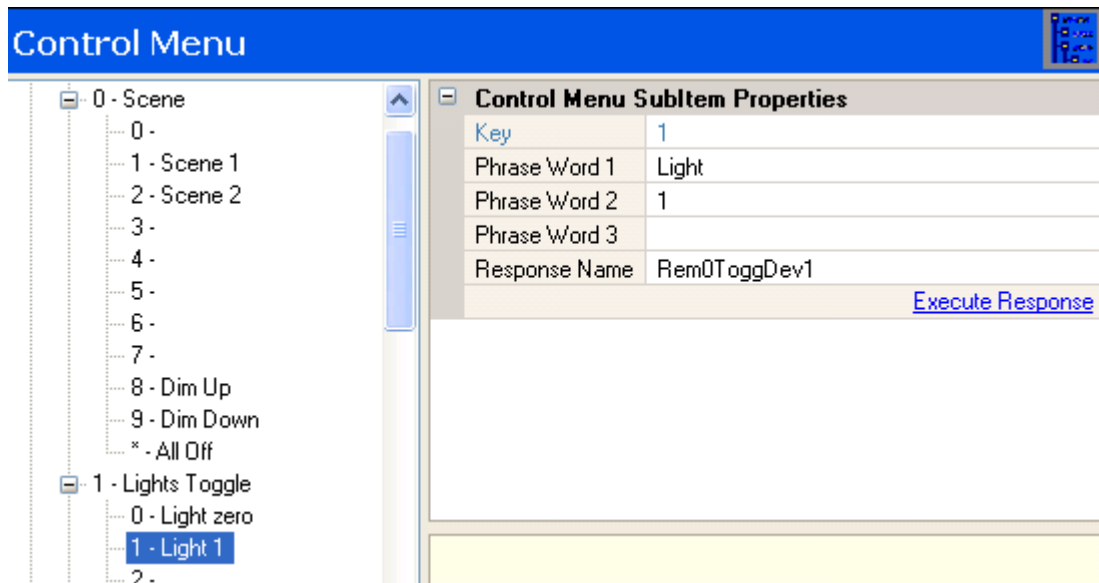 Control Menu
0 - Scene
0 -
1 - Scene 1
2 - Scene 2
3 -
4 -
5 -
6 -
7 -
8 - Dim Up
9 - Dim Down
* - All Off
1 - Lights Toggle
0 - Light zero
1 - Light 1
2 -
Control Menu SubItem Properties
Key 1
Phrase Word 1 Light
Phrase Word 2 1
Phrase Word 3
Response Name Rem0ToggDev1
Execute Response